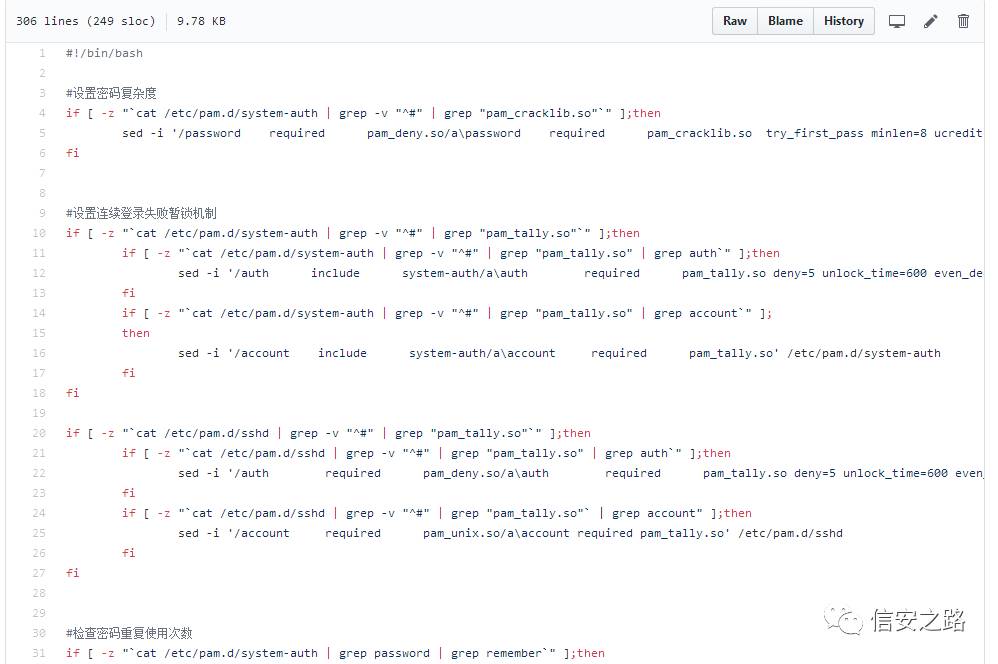 306 lines (249 sloc) 9.78 KB Raw Blame History
1 #!/bin/bash
2
3 #设置密码复杂度
4 if [ -z "`cat /etc/pam.d/system-auth | grep -v "^#" | grep "pam_cracklib.so"`" ];then
5 sed -i '/password required pam_deny.so/a\password required pam_cracklib.so try_first_pass minlen=8 ucredit
6 fi
7
8
9 #设置连续登录失败暂锁机制
10 if [ -z "`cat /etc/pam.d/system-auth | grep -v "^#" | grep "pam_tally.so"`" ];then
11 if [ -z "`cat /etc/pam.d/system-auth | grep -v "^#" | grep "pam_tally.so" | grep auth`" ];then
12 sed -i '/auth include system-auth/a\auth required pam_tally.so deny=5 unlock_time=600 even_de
13 fi
14 if [ -z "`cat /etc/pam.d/system-auth | grep -v "^#" | grep "pam_tally.so" | grep account`" ];
15 then
16 sed -i '/account include system-auth/a\account required pam_tally.so' /etc/pam.d/system-auth
17 fi
18 fi
19
20 if [ -z "`cat /etc/pam.d/sshd | grep -v "^#" | grep "pam_tally.so"`" ];then
21 if [ -z "`cat /etc/pam.d/sshd | grep -v "^#" | grep "pam_tally.so" | grep auth`" ];then
22 sed -i '/auth required pam_deny.so/a\auth required pam_tally.so deny=5 unlock_time=600 even_
23 fi
24 if [ -z "`cat /etc/pam.d/sshd | grep -v "^#" | grep "pam_tally.so"` | grep account" ];then
25 sed -i '/account required pam_unix.so/a\account required pam_tally.so' /etc/pam.d/sshd
26 fi
27 fi
28
29
30 #检查密码重复使用次数
31 if [ -z "`cat /etc/pam.d/system-auth | grep password | grep remember`" ];then
信安之路